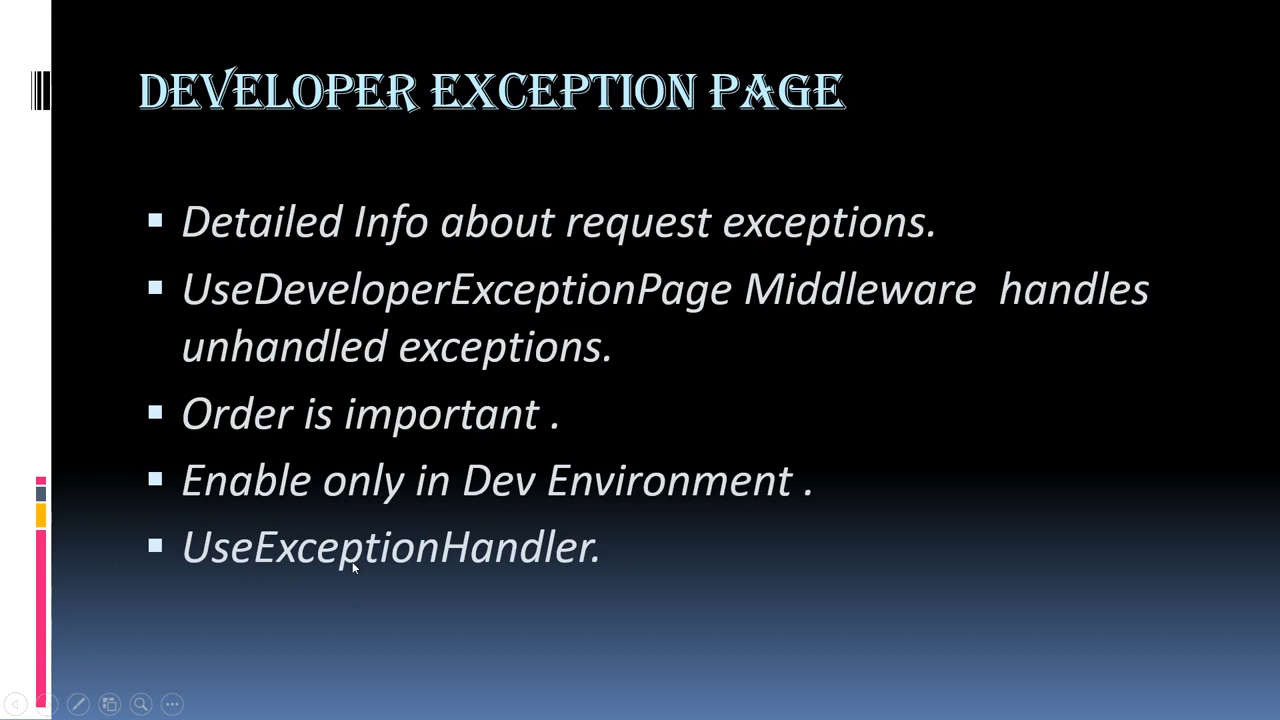 DEVELOPER EXCEPTION PAGE
Detailed Info about request exceptions.
UseDeveloperExceptionPage Middleware  handles
unhandled exceptions.
Order is important .
Enable only in Dev Environment .
UseExceptionHandler.